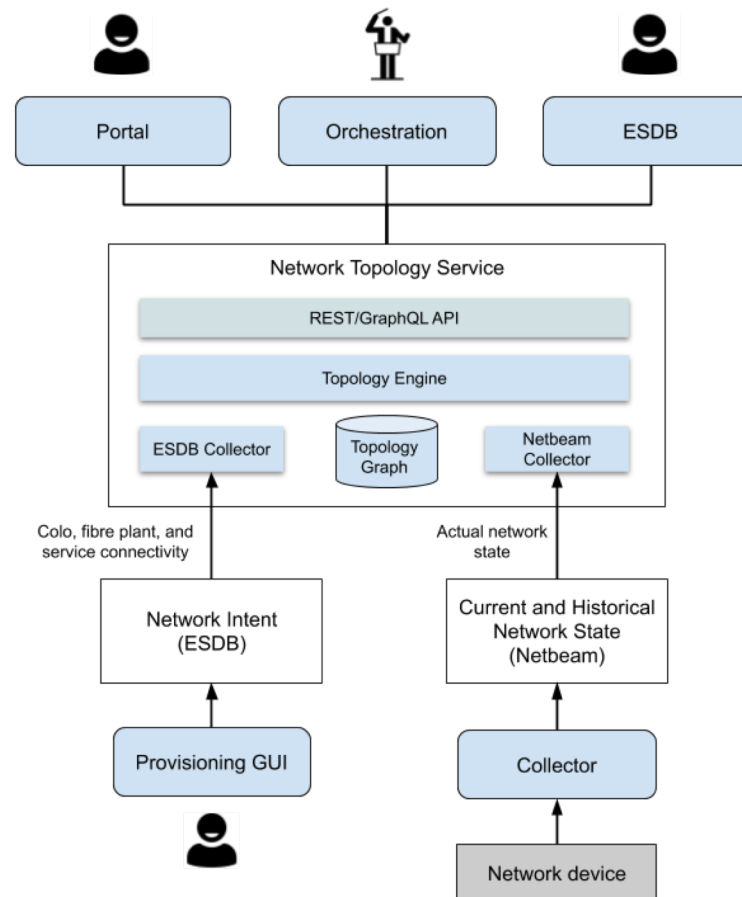 Portal
Orchestration
ESDB
Network Topology Service
REST/GraphQL API
Topology Engine
ESDB Collector
Topology
Graph
Netbeam
Collector
Colo, fibre plant, and
service connectivity
Actual network
state
Network Intent
(ESDB)
Current and Historical
Network State
(Netbeam)
Provisioning GUI
Collector
Network device